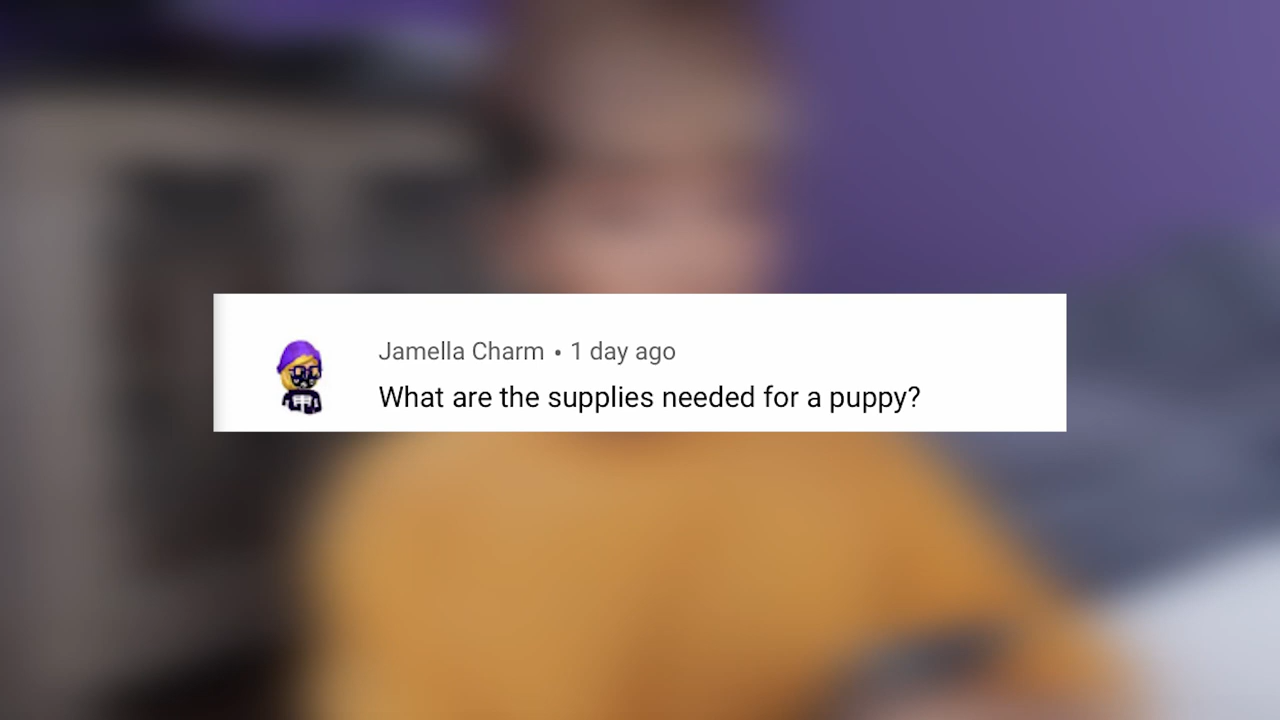 Jamella Charm • 1 day ago
What are the supplies needed for a puppy?